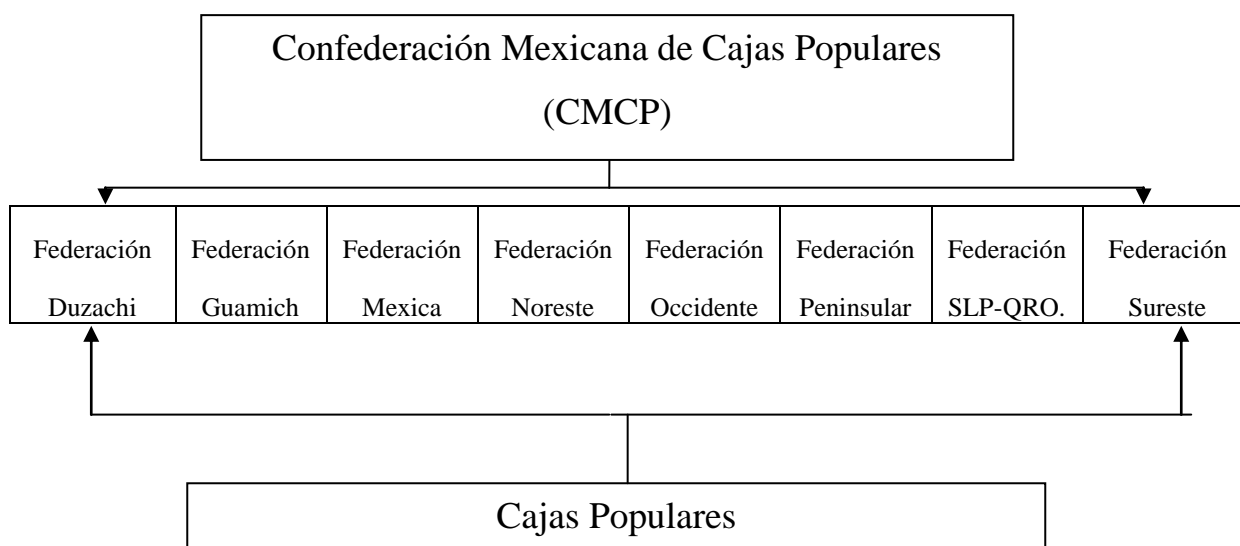 Confederación Mexicana de Cajas Populares
(CMCP)
Federación
Duzachi
Federación
Guamich
Federación
Mexica
Federación
Noreste
Federación
Occidente
Federación
Peninsular
Federación
SLP-QRO.
Federación
Sureste
Cajas Populares